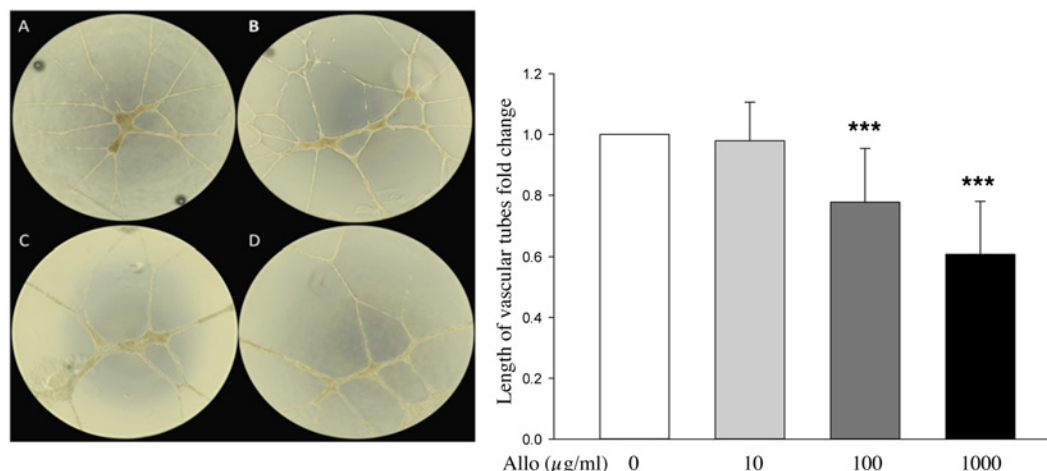 A
B
C
D
Length of vascular tubes fold change
1.2
1.0
0.8
0.6
0.4
0.2
0.0
***
***
Allo (µg/ml) 0 10 100 1000